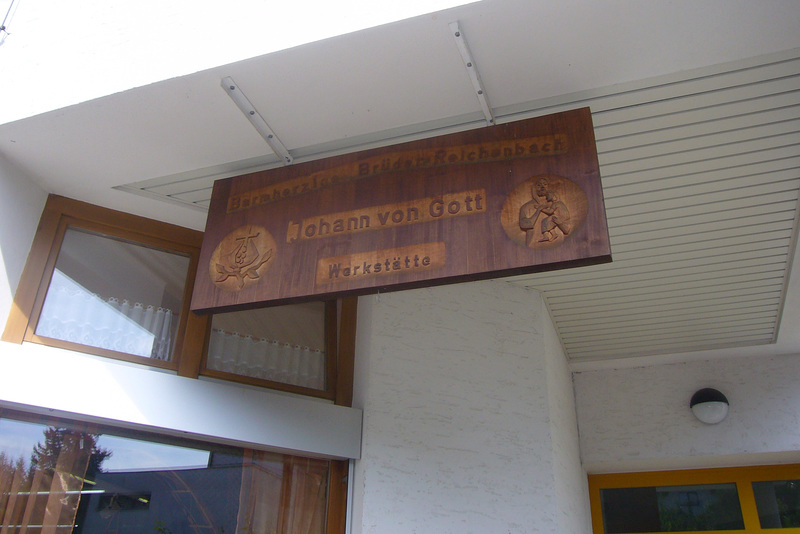 Barmherzige Brüder Reichenbach
Johann von Gott
Werkstätte